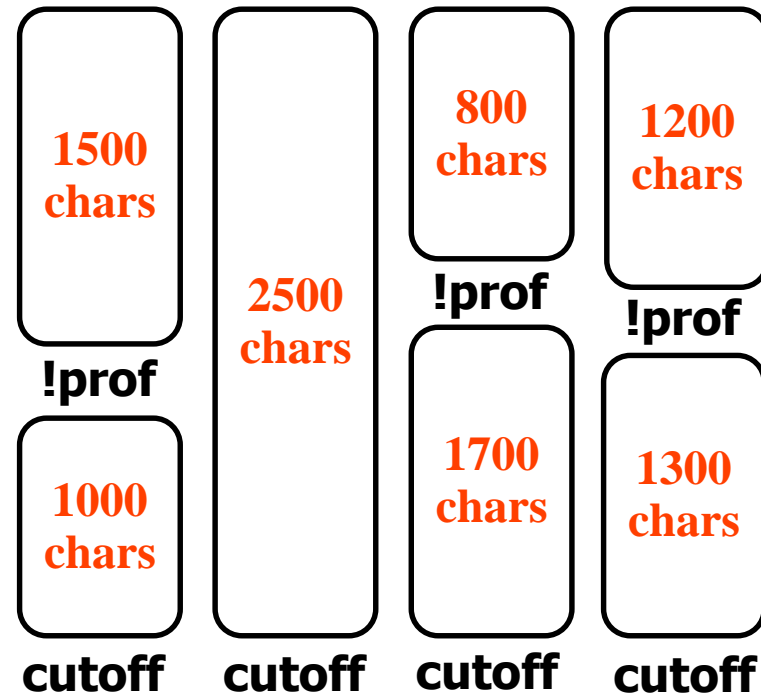 1500
chars
!prof
1000
chars
cutoff
2500
chars
cutoff
800
chars
!prof
1700
chars
cutoff
1200
chars
!prof
1300
chars
cutoff